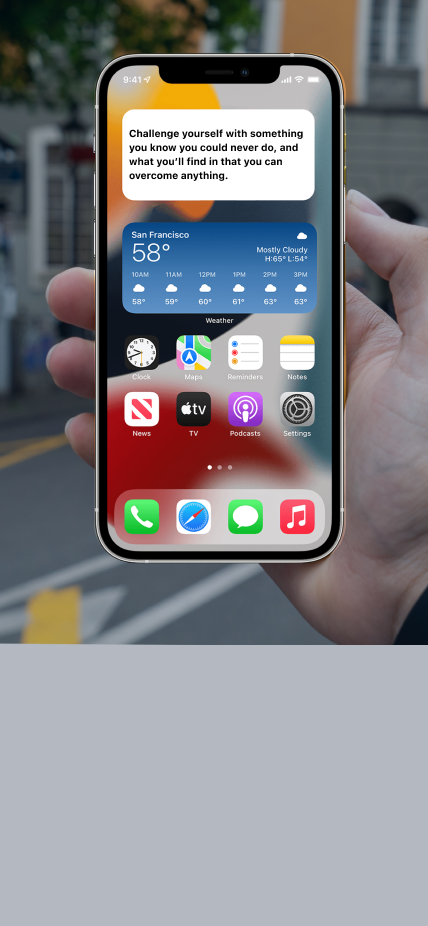 9:41
Challenge yourself with something
you know you could never do, and
what you'll find in that you can
overcome anything.
San Francisco
58°
Mostly Cloudy
H:65° L:54°
10AM 11AM 12PM 1PM 2PM 3PM
58° 59° 60° 61° 63° 63°
Weather
Clock Maps Reminders Notes
tv
News TV Podcasts Settings